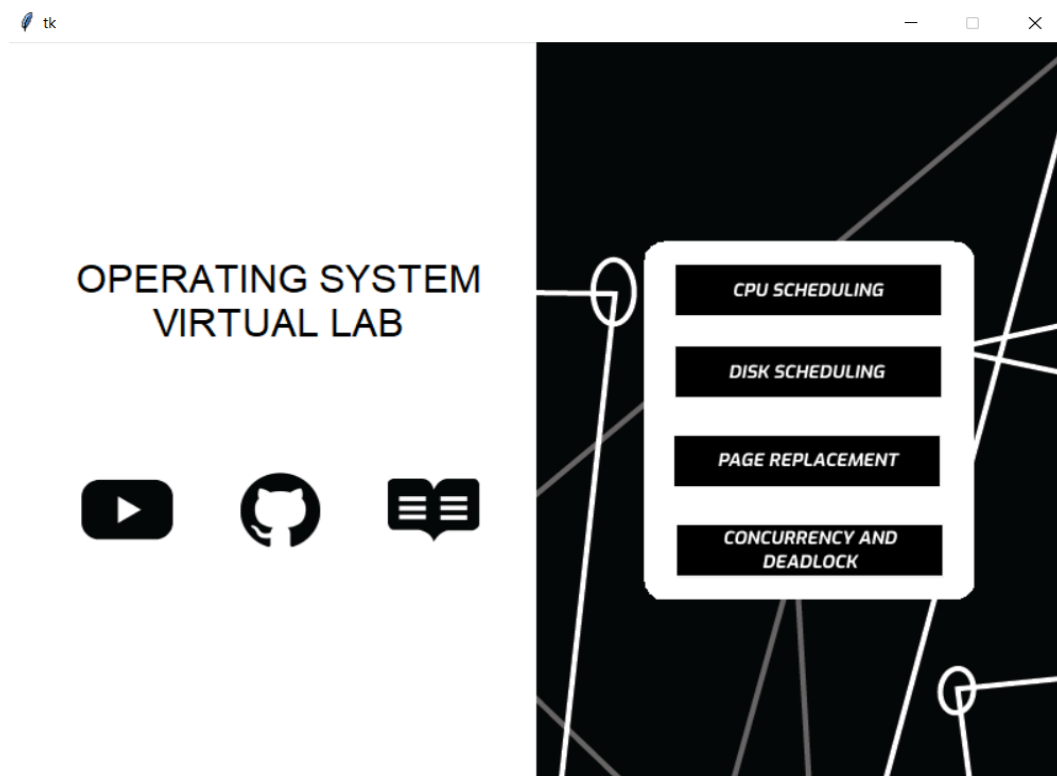 tk
OPERATING SYSTEM
VIRTUAL LAB
CPU SCHEDULING
DISK SCHEDULING
PAGE REPLACEMENT
CONCURRENCY AND
DEADLOCK